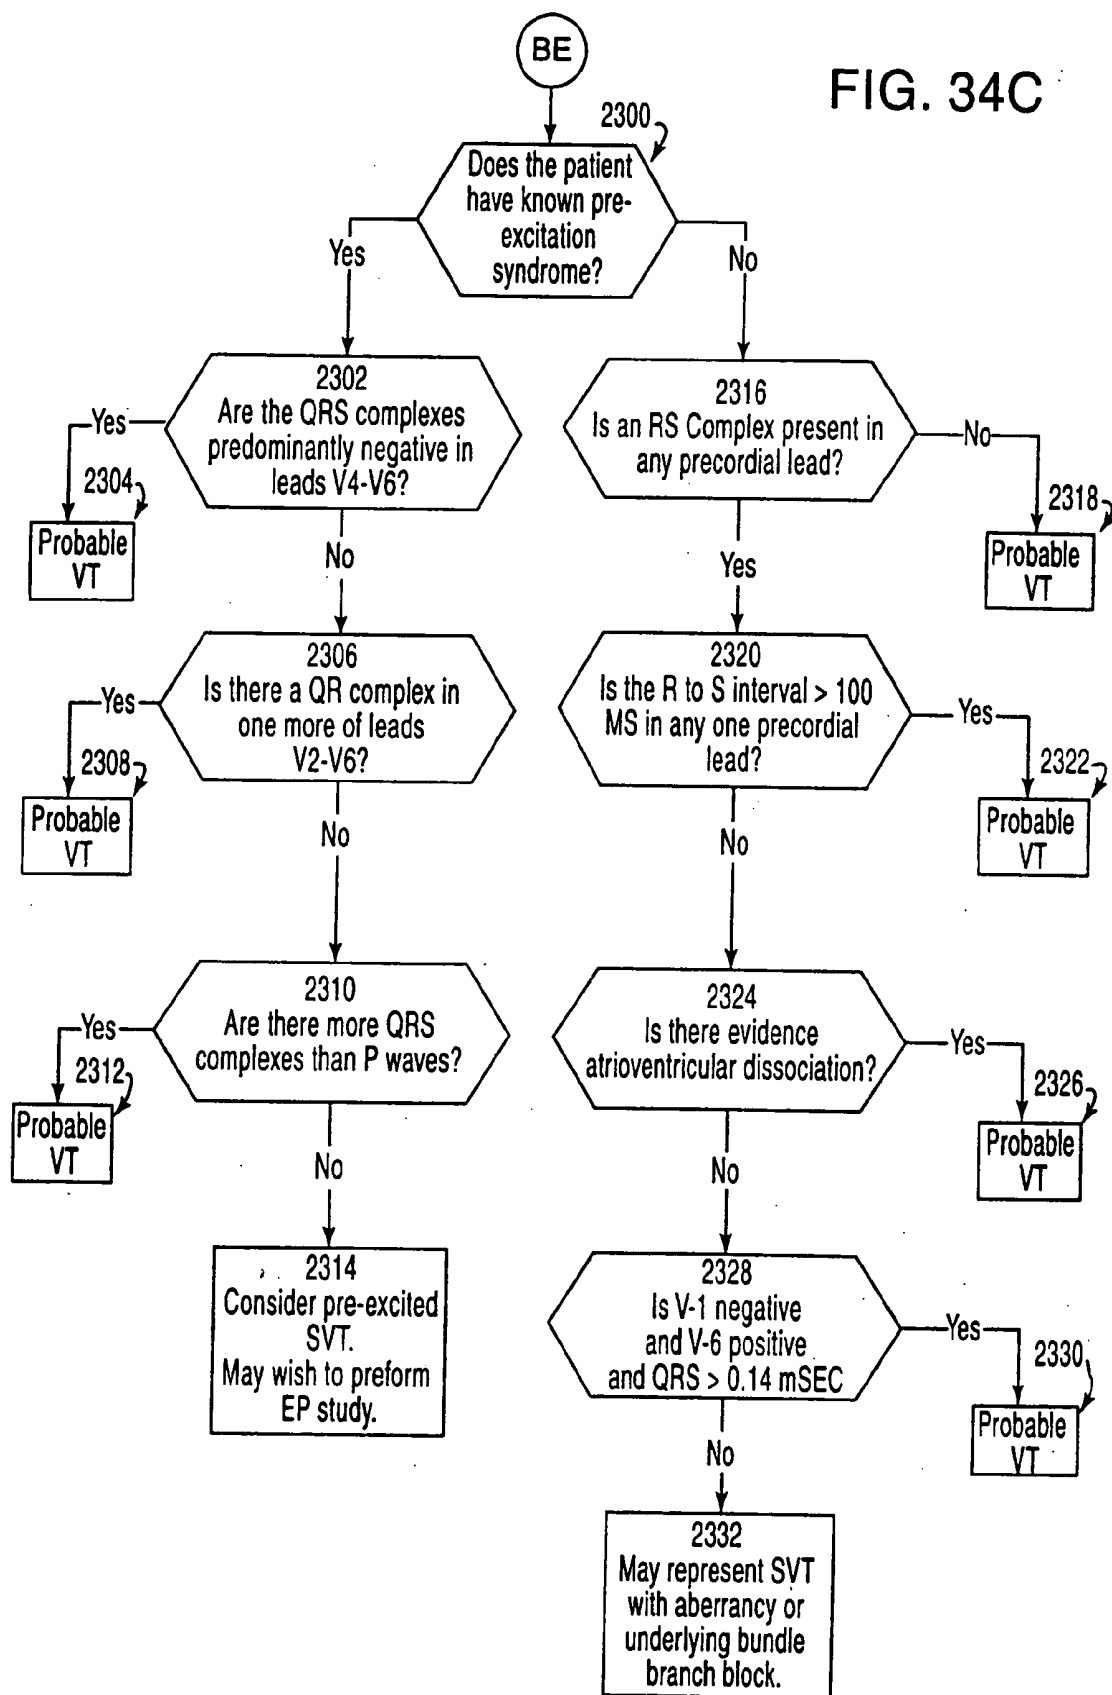 BE
FIG. 34C
2300
Does the patient
have known pre-
excitation
syndrome?
Yes
No
2302
Are the QRS complexes
predominantly negative in
leads V4-V6?
2316
Is an RS Complex present in
any precordial lead?
Yes
No
2304
Probable
VT
2318
Probable
VT
No
Yes
2306
Is there a QR complex in
one more of leads
V2-V6?
2320
Is the R to S interval > 100
MS in any one precordial
lead?
Yes
Yes
2308
Probable
VT
2322
Probable
VT
No
No
2310
Are there more QRS
complexes than P waves?
2324
Is there evidence
atrioventricular dissociation?
Yes
Yes
2312
Probable
VT
2326
Probable
VT
No
No
2314
Consider pre-excited
SVT.
May wish to preform
EP study.
2328
Is V-1 negative
and V-6 positive
and QRS > 0.14 mSEC
Yes
2330
Probable
VT
No
2332
May represent SVT
with aberrancy or
underlying bundle
branch block.